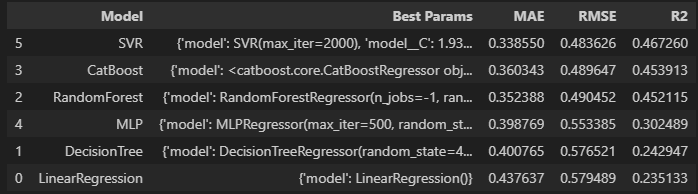 Model Best Params MAE RMSE R2
5 SVR {'model': SVR(max_iter=2000), 'model__C': 1.93... 0.338550 0.483626 0.467260
3 CatBoost {'model': <catboost.core.CatBoostRegressor obj... 0.360343 0.489647 0.453913
2 RandomForest {'model': RandomForestRegressor(n_jobs=-1, ran... 0.352388 0.490452 0.452115
4 MLP {'model': MLPRegressor(max_iter=500, random_st... 0.398769 0.553385 0.302489
1 DecisionTree {'model': DecisionTreeRegressor(random_state=4... 0.400765 0.576521 0.242947
0 LinearRegression {'model': LinearRegression()} 0.437637 0.579489 0.235133